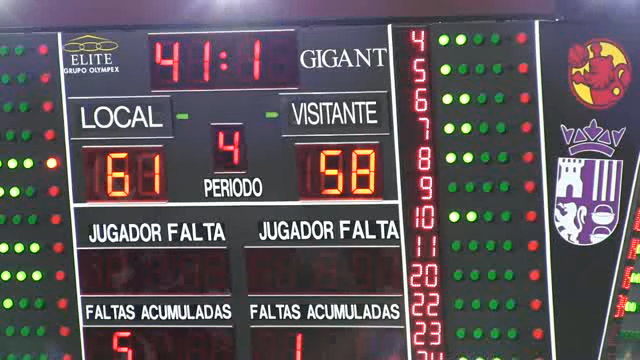 ELITE
GRUPO OLYMPEX
41:1
GIGANT
LOCAL
VISITANTE
61
4
58
PERIODO
JUGADOR FALTA
JUGADOR FALTA
FALTAS ACUMULADAS
FALTAS ACUMULADAS
5
1
4
5
6
7
8
9
10
11
20
22
23
24